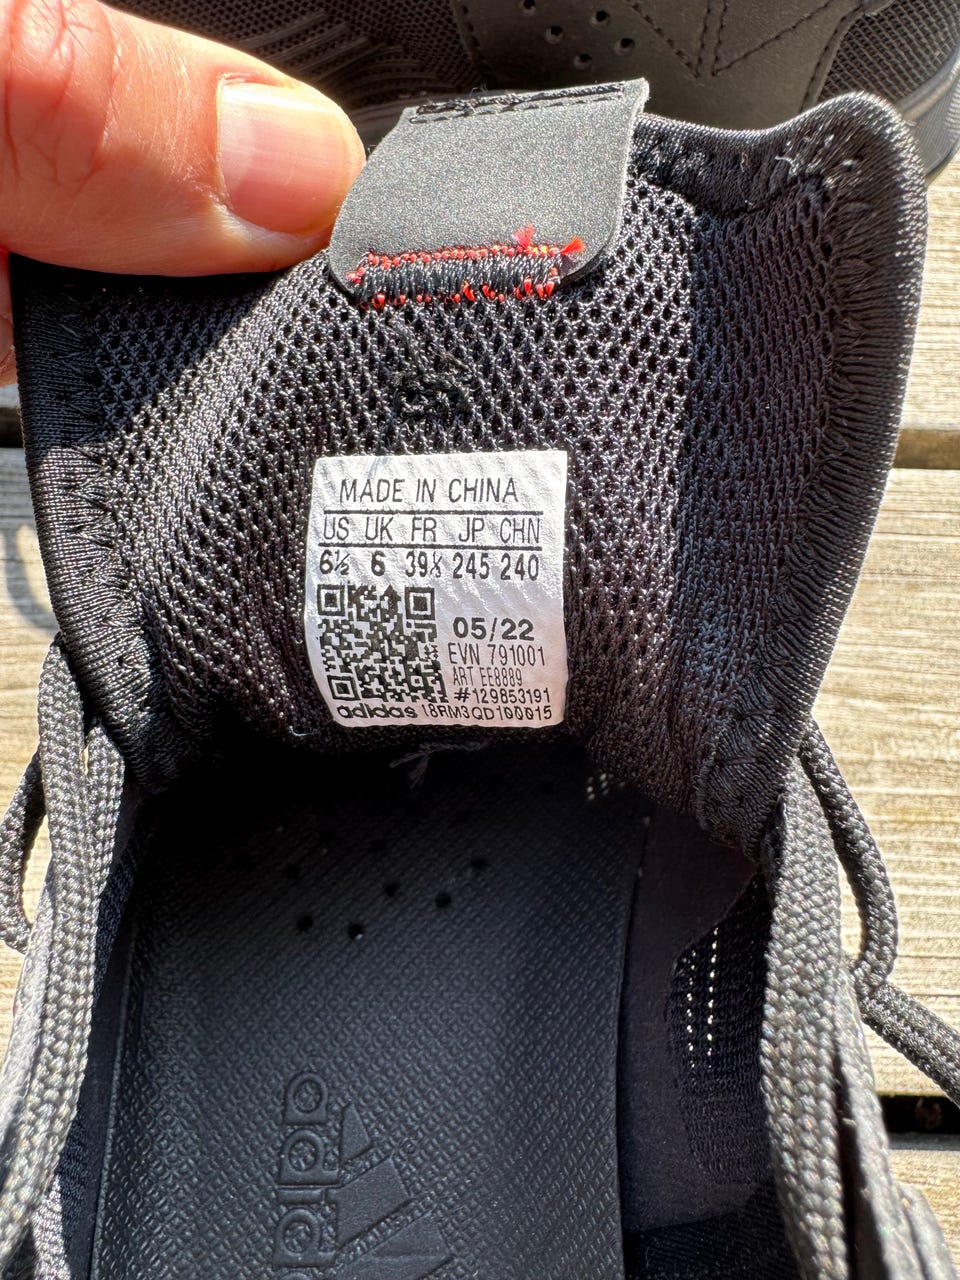 MADE IN CHINA
US UK FR JP CHN
6½ 6 39⅓ 245 240
05/22
EVN 791001
ART EE8889
#129853191
adidas 18RM3QD100015
adidas